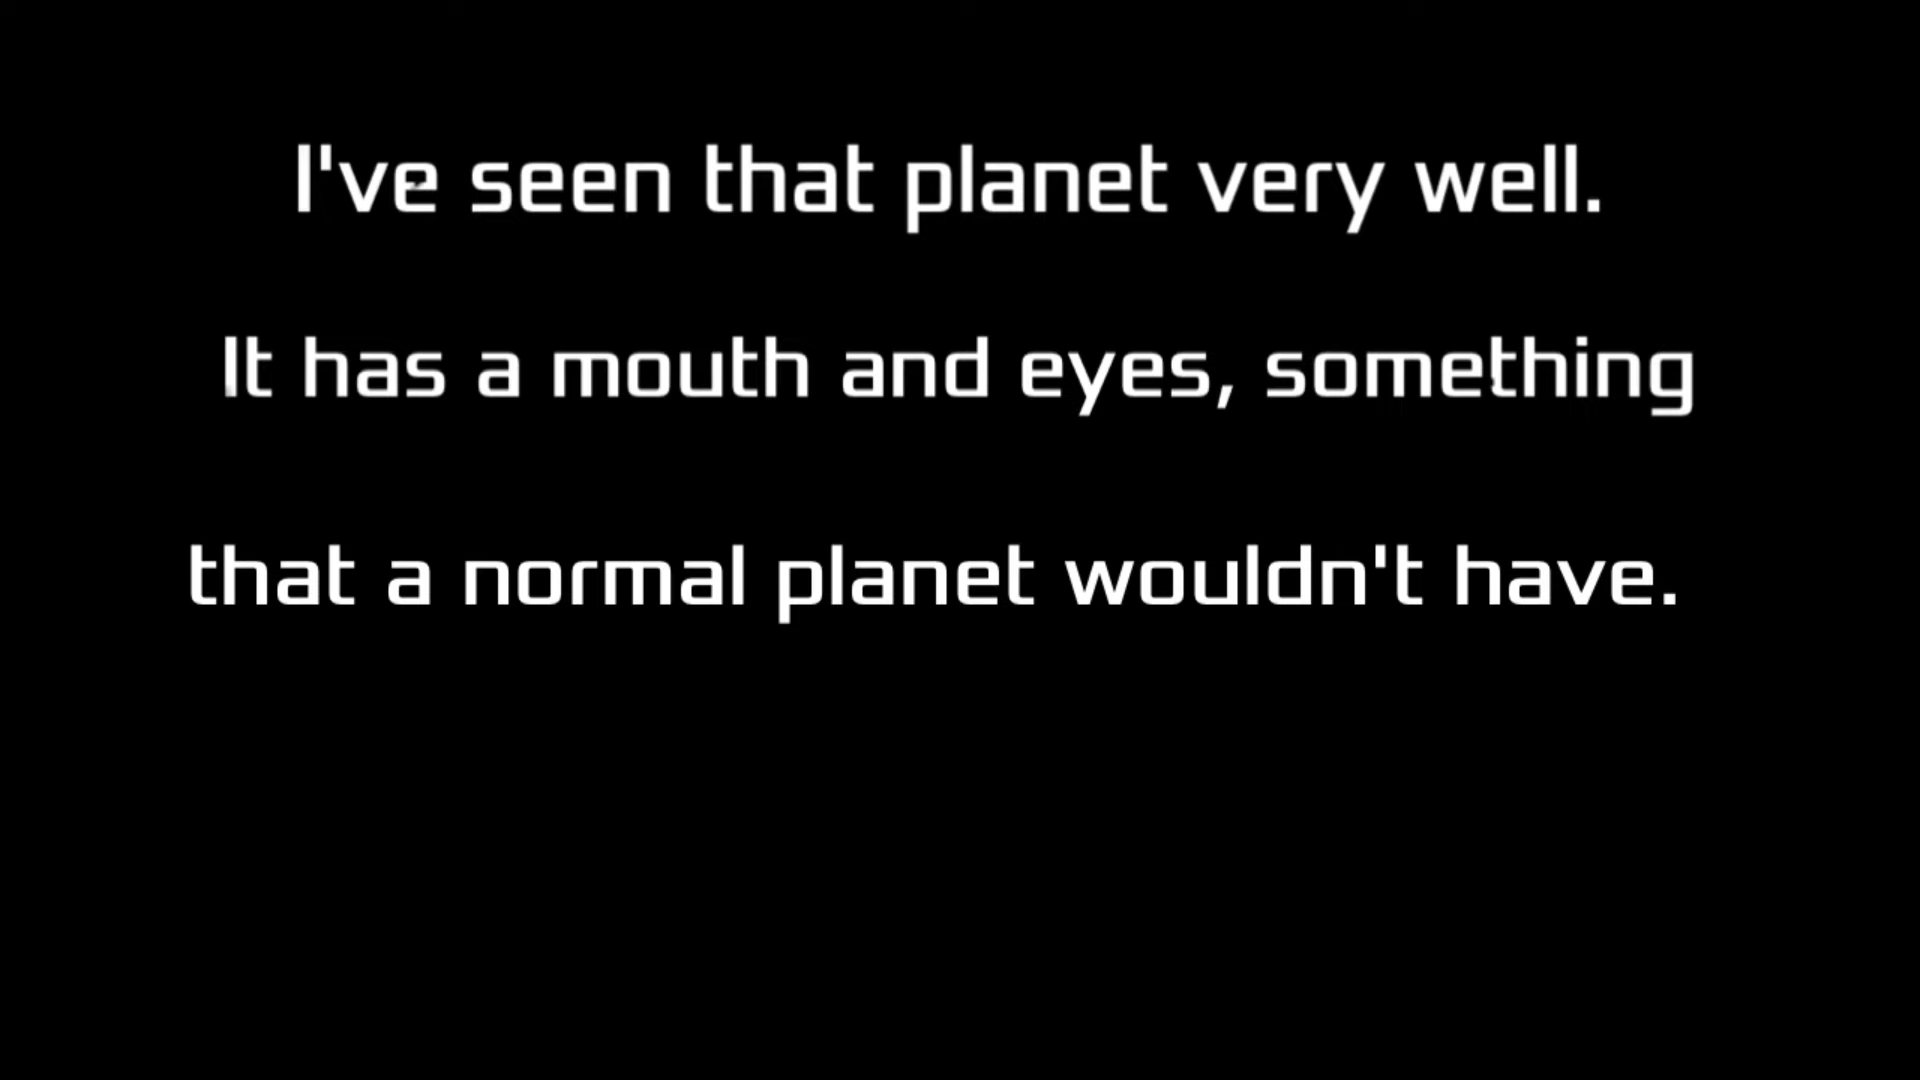 I've seen that planet very well.
It has a mouth and eyes, something
that a normal planet wouldn't have.